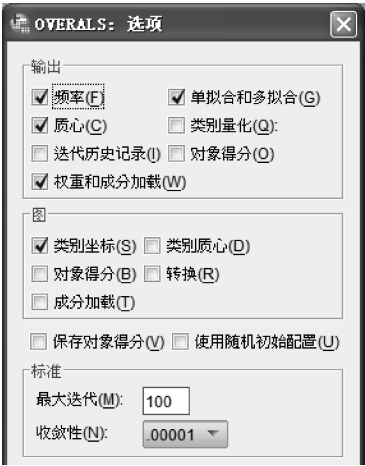 OVERALS: 选项
输出
频率(F) 单拟合和多拟合(G)
质心(C) 类别量化(Q):
迭代历史记录(I) 对象得分(O)
权重和成分加载(W)
图
类别坐标(S) 类别质心(D)
对象得分(B) 转换(R)
成分加载(T)
保存对象得分(V) 使用随机初始配置(U)
标准
最大迭代(M): 100
收敛性(N): .00001